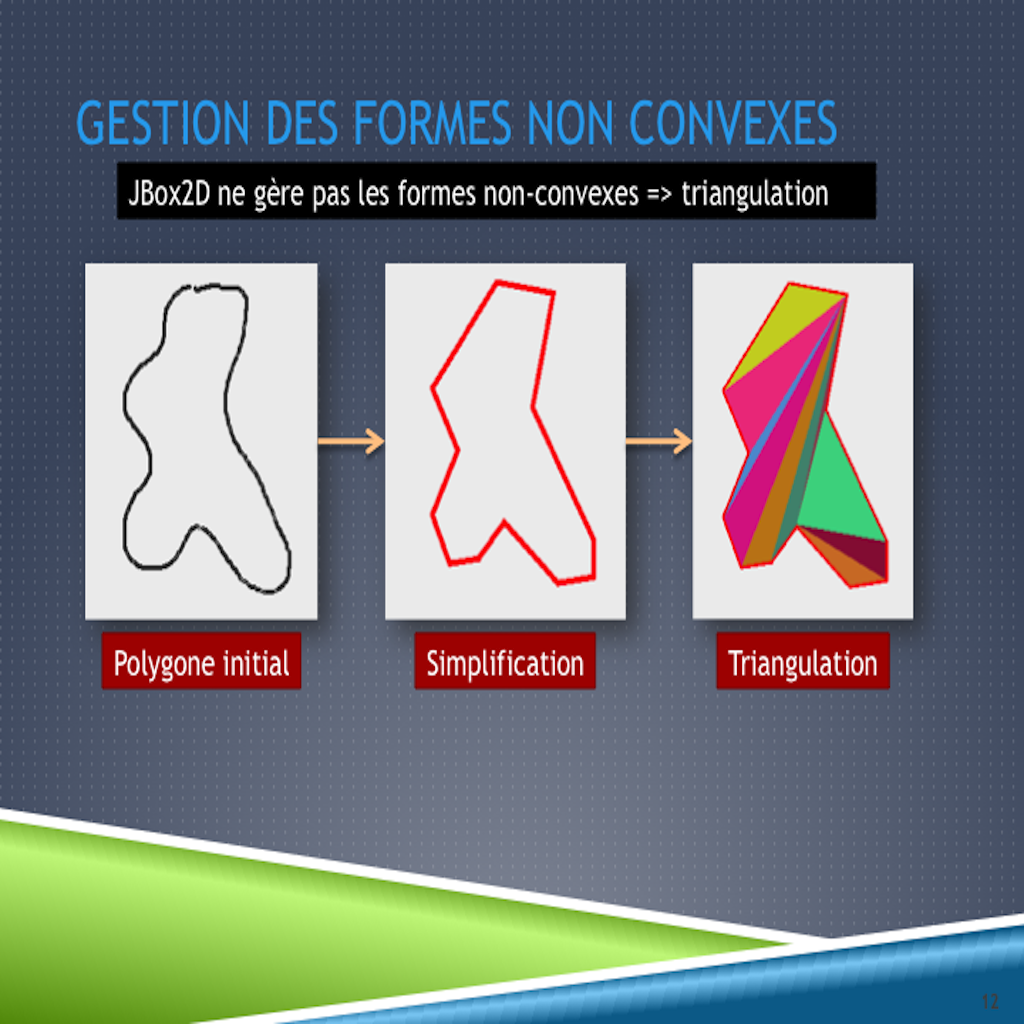 GESTION DES FORMES NON CONVEXES
JBox2D ne gère pas les formes non-convexes => triangulation
Polygone initial
Simplification
Triangulation
12